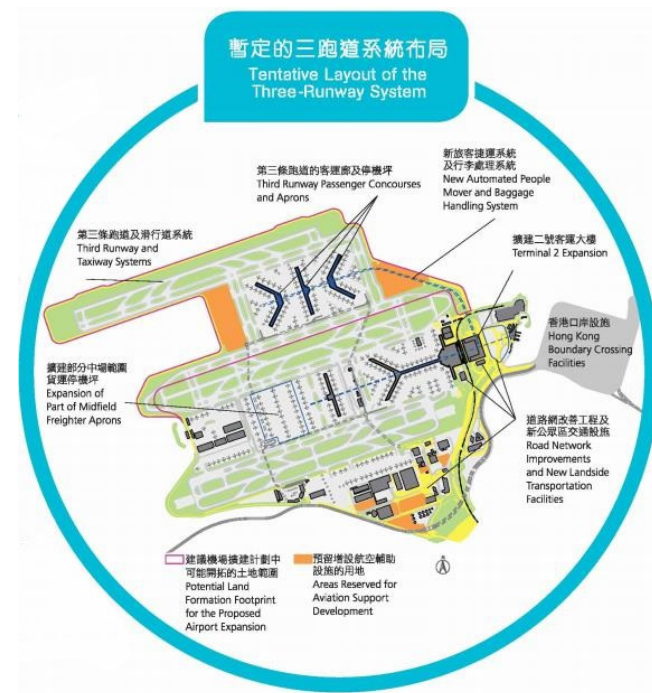 暫定的三跑道系統布局
Tentative Layout of the
Three-Runway System
第三條跑道的客運廊及停機坪
Third Runway Passenger Concourses
and Aprons
新旅客捷運系統
及行李處理系統
New Automated People
Mover and Baggage
Handling System
第三條跑道及滑行道系統
Third Runway and
Taxiway Systems
擴建二號客運大樓
Terminal 2 Expansion
香港口岸設施
Hong Kong
Boundary Crossing
Facilities
擴建部分中場範圍
貨運停機坪
Expansion of
Part of Midfield
Freighter Aprons
道路網改善工程及
新公眾區交通設施
Road Network
Improvements
and New Landside
Transportation
Facilities
建議機場擴建計劃中
可能開拓的土地範圍
Potential Land
Formation Footprint
for the Proposed
Airport Expansion
預留增設航空輔助
設施的用地
Areas Reserved for
Aviation Support
Development